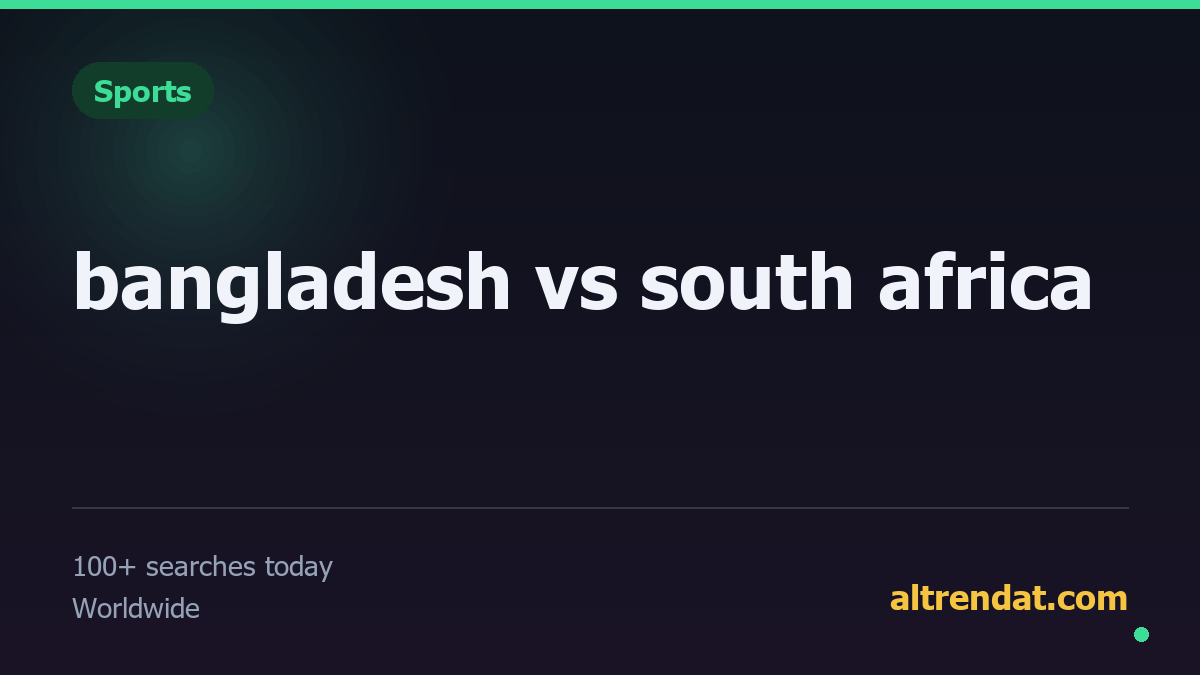 Sports
bangladesh vs south africa
100+ searches today
Worldwide
altrendat.com